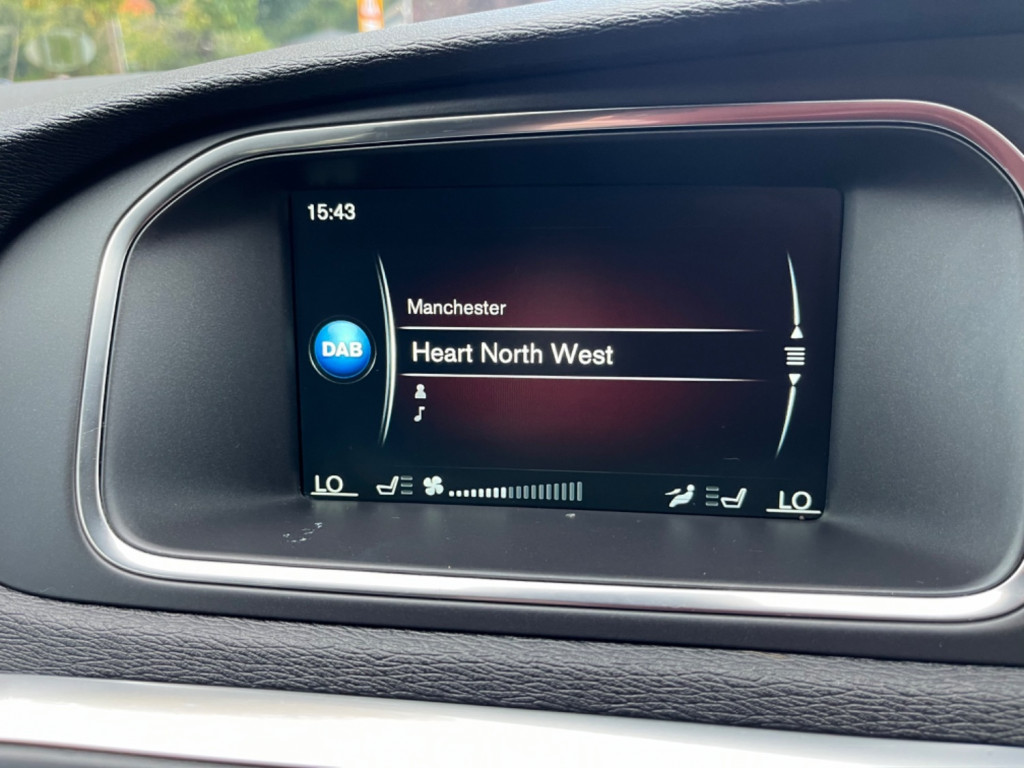 15:43
Manchester
DAB
Heart North West
LO
LO